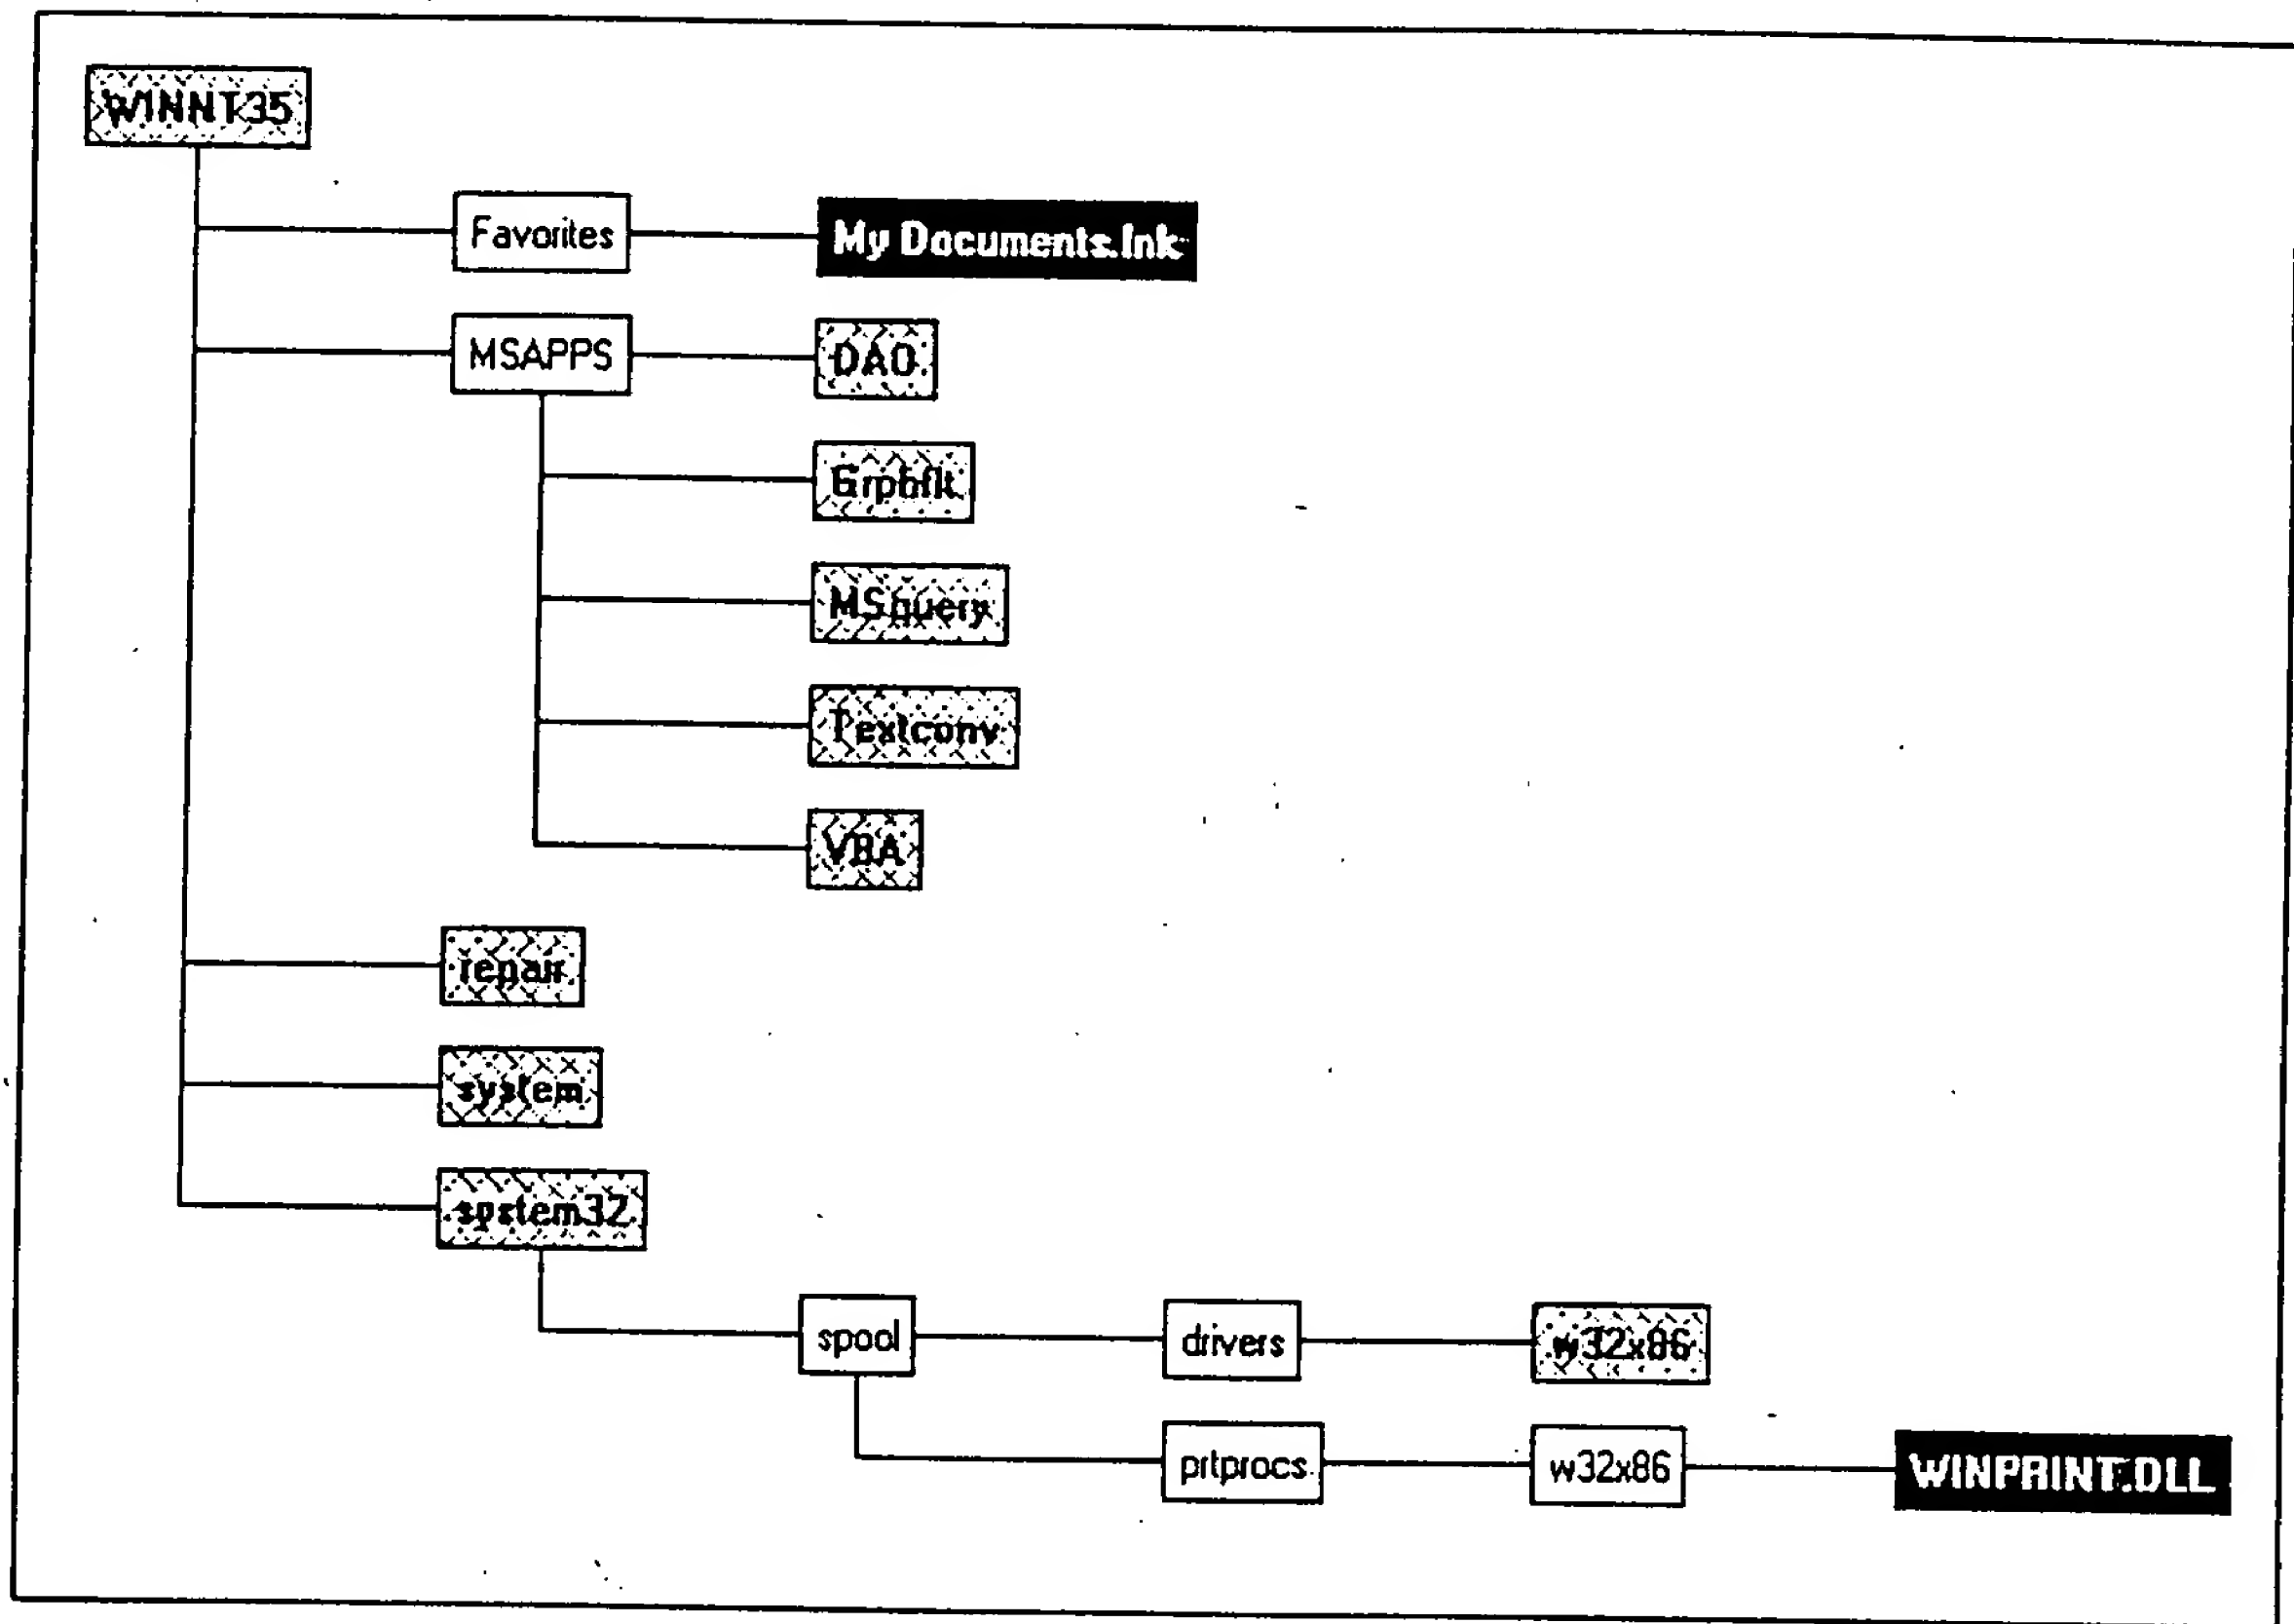 WINNT35
Favorites
My Documents.lnk
MSAPPS
DAO
Grphflt
MSquery
Textconv
VBA
repair
system
system32
spool
drivers
w32x86
prtprocs
w32x86
WINPRINT.DLL